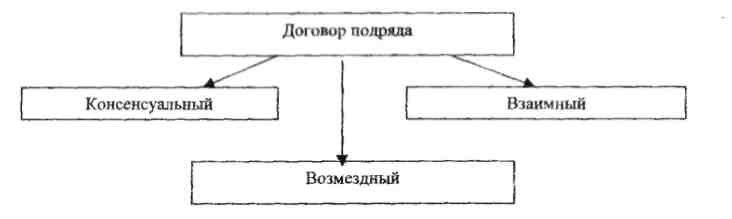 Договор подряда
Консенсуальный
Взаимный
Возмездный